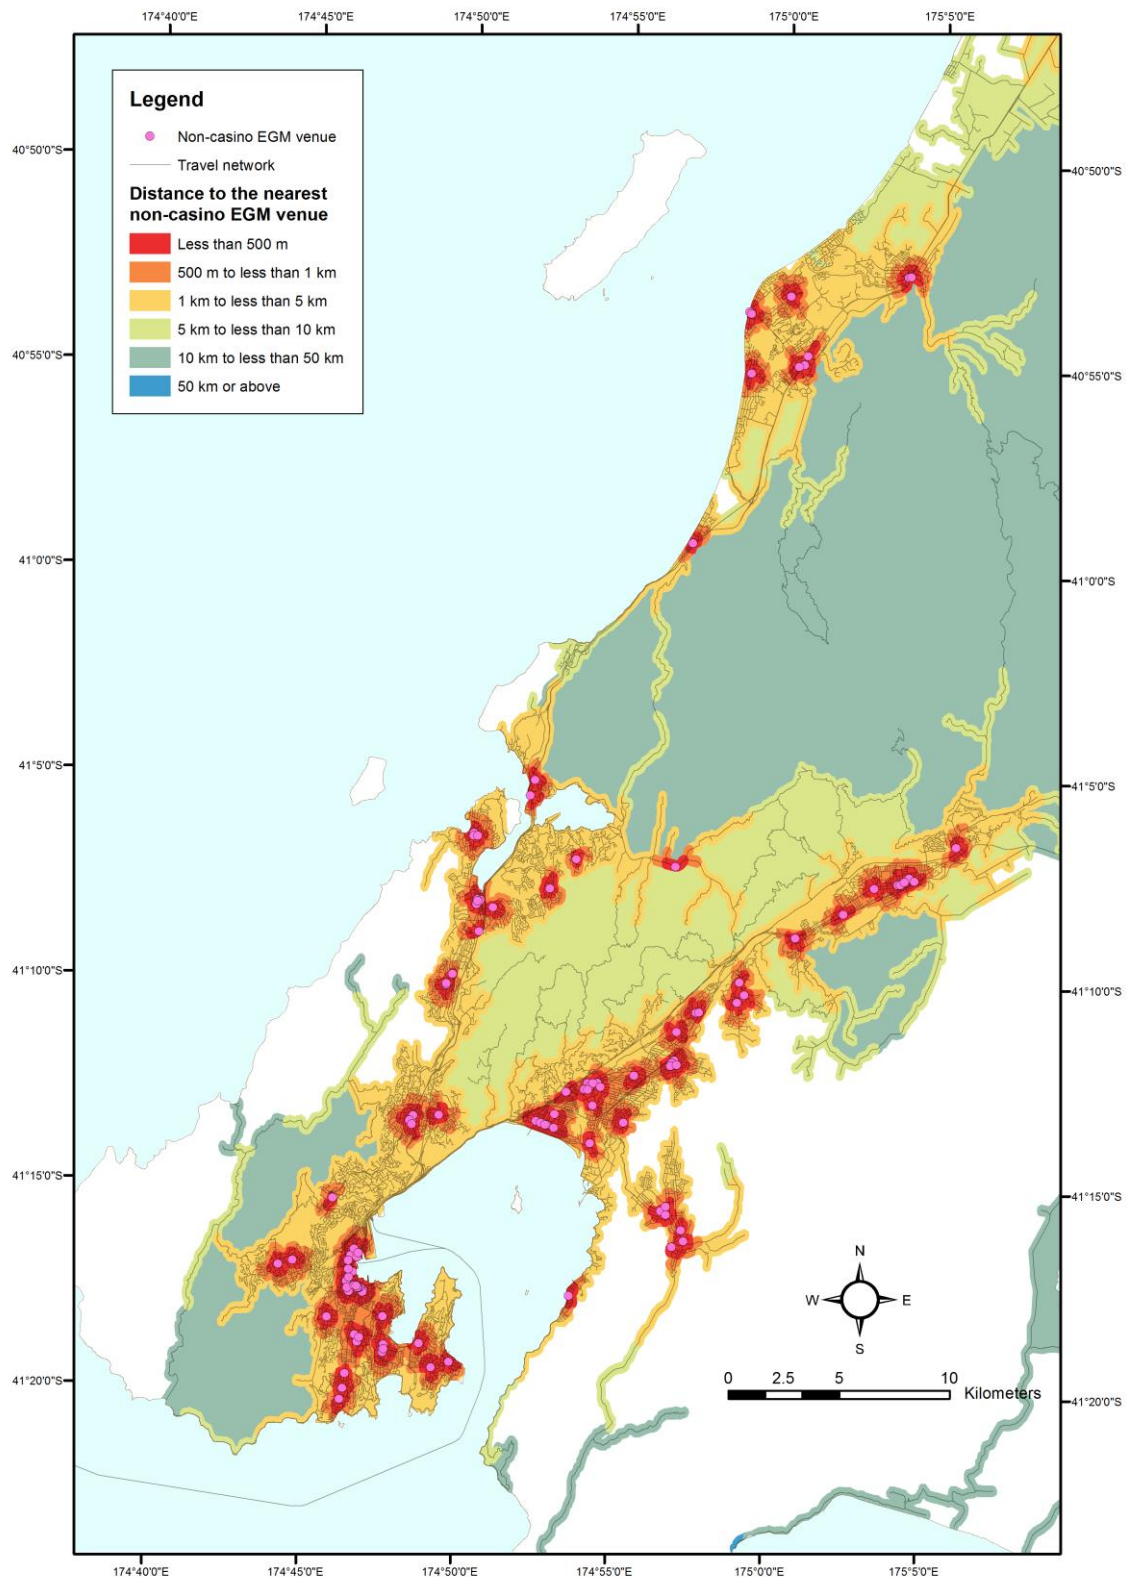 174°40'0"E 174°45'0"E 174°50'0"E 174°55'0"E 175°0'0"E 175°5'0"E
Legend
Non-casino EGM venue
Travel network
Distance to the nearest
non-casino EGM venue
Less than 500 m
500 m to less than 1 km
1 km to less than 5 km
5 km to less than 10 km
10 km to less than 50 km
50 km or above
40°50'0"S 40°50'0"S
40°55'0"S 40°55'0"S
41°0'0"S 41°0'0"S
41°5'0"S 41°5'0"S
41°10'0"S 41°10'0"S
41°15'0"S 41°15'0"S
N
W E
S
0 2.5 5 10
Kilometers
41°20'0"S 41°20'0"S
174°40'0"E 174°45'0"E 174°50'0"E 174°55'0"E 175°0'0"E 175°5'0"E